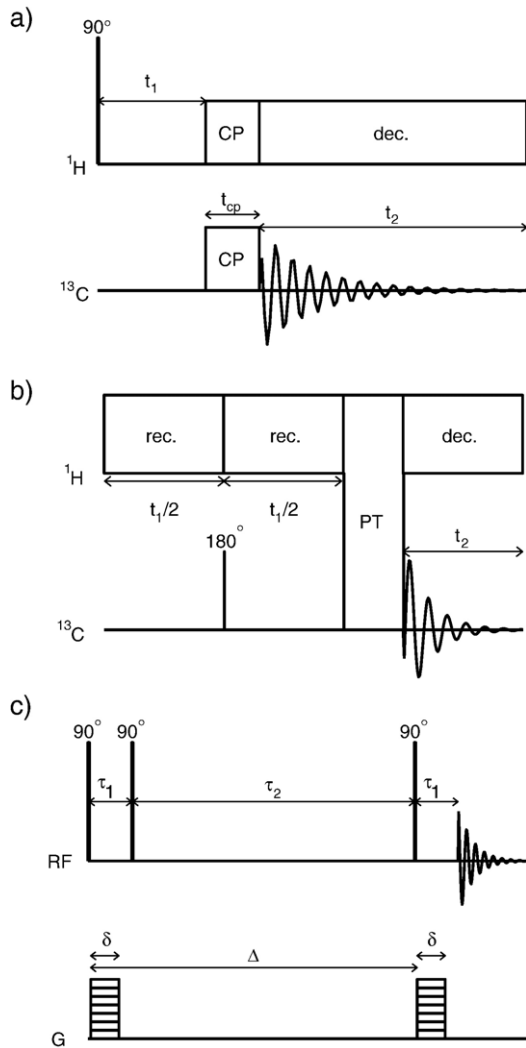 a)
90°
t₁
CP
dec.
¹H
t_cp
t₂
CP
¹³C
b)
rec.
rec.
dec.
¹H
t₁/2
t₁/2
PT
180°
t₂
¹³C
c)
90°
90°
90°
τ₁
τ₂
τ₁
RF
δ
Δ
δ
G